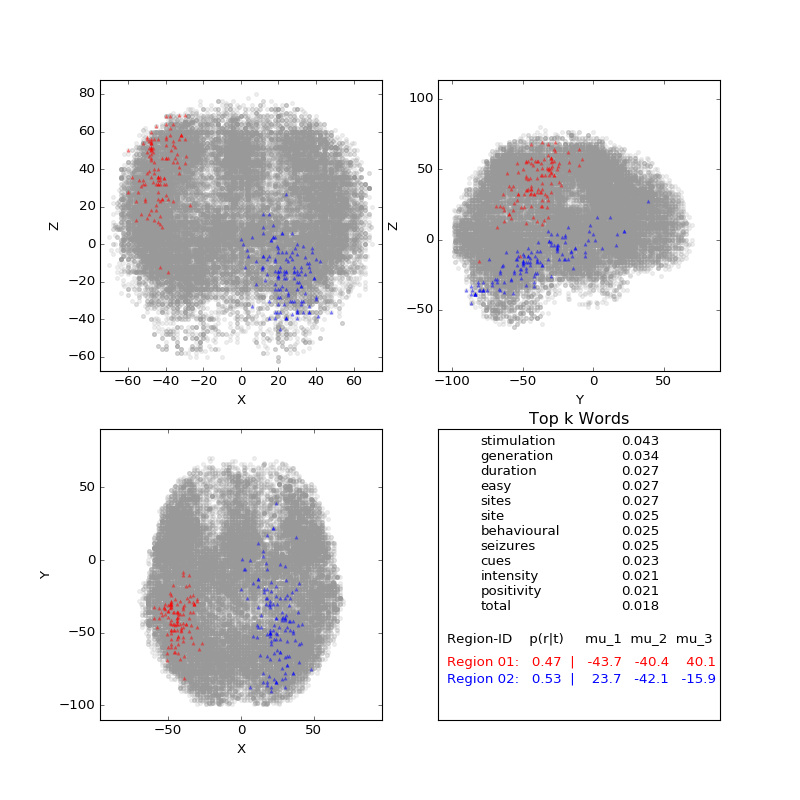 80
60
40
20
0
−20
−40
−60
Z
−60 −40 −20 0 20 40 60
X
100
50
0
−50
Z
−100 −50 0 50
Y
50
0
−50
−100
Y
−50 0 50
X
Top k Words
stimulation 0.043
generation 0.034
duration 0.027
easy 0.027
sites 0.027
site 0.025
behavioural 0.025
seizures 0.025
cues 0.023
intensity 0.021
positivity 0.021
total 0.018
Region-ID p(r|t) mu_1 mu_2 mu_3
Region 01: 0.47 | -43.7 -40.4 40.1
Region 02: 0.53 | 23.7 -42.1 -15.9